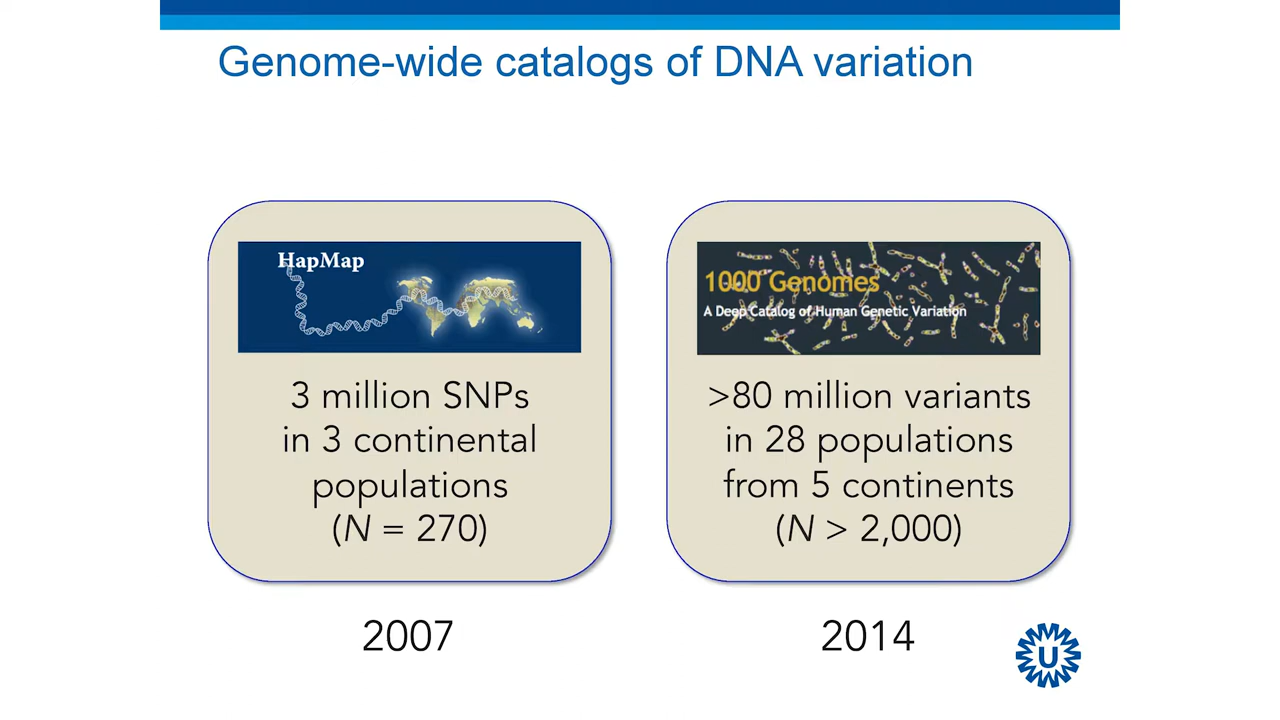 Genome-wide catalogs of DNA variation
HapMap
3 million SNPs
in 3 continental
populations
(N = 270)
2007
1000 Genomes
A Deep Catalog of Human Genetic Variation
>80 million variants
in 28 populations
from 5 continents
(N > 2,000)
2014
U